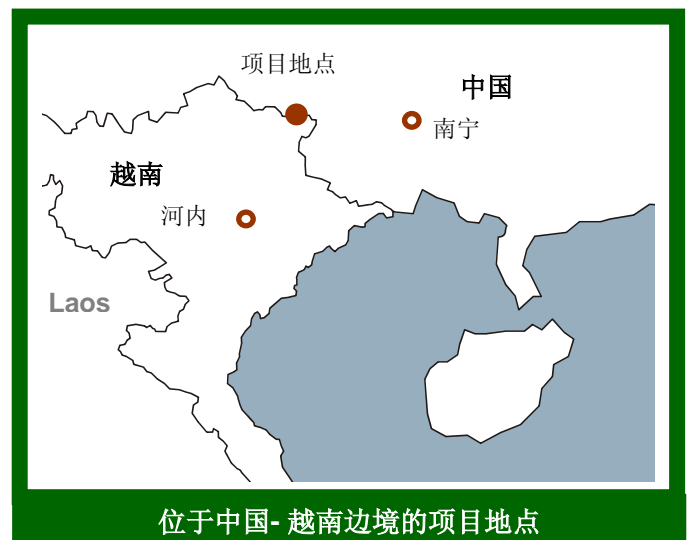 项目地点
中国
南宁
越南
河内
Laos
位于中国- 越南边境的项目地点